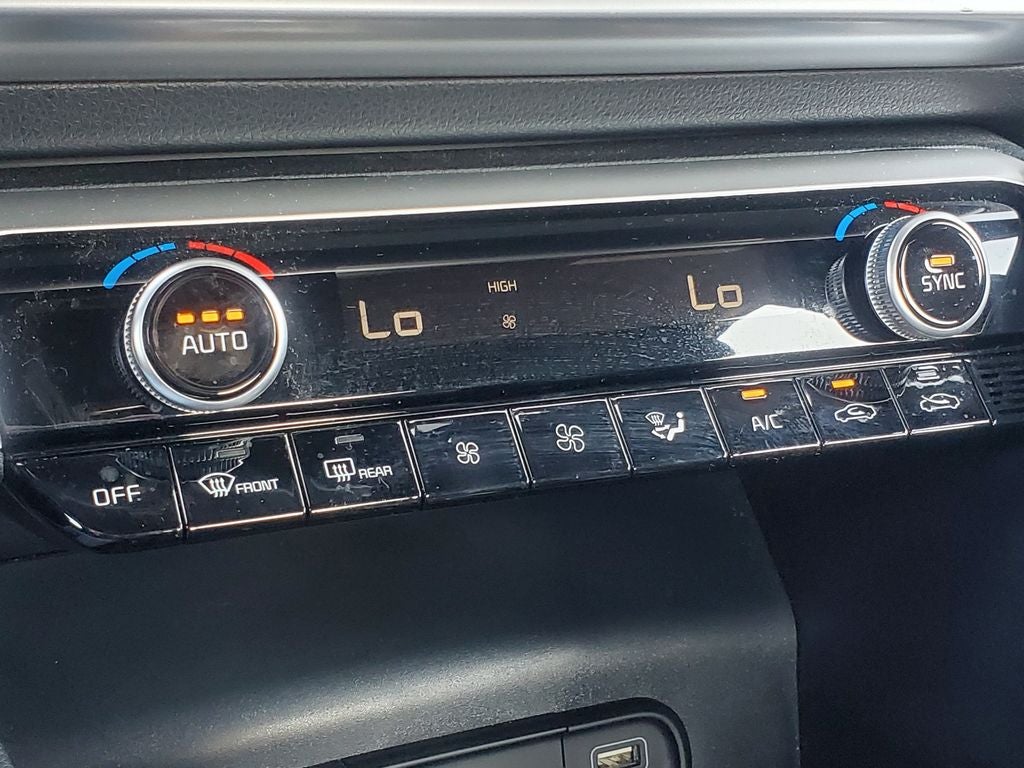 AUTO
Lo
HIGH
Lo
SYNC
OFF
FRONT
REAR
A/C